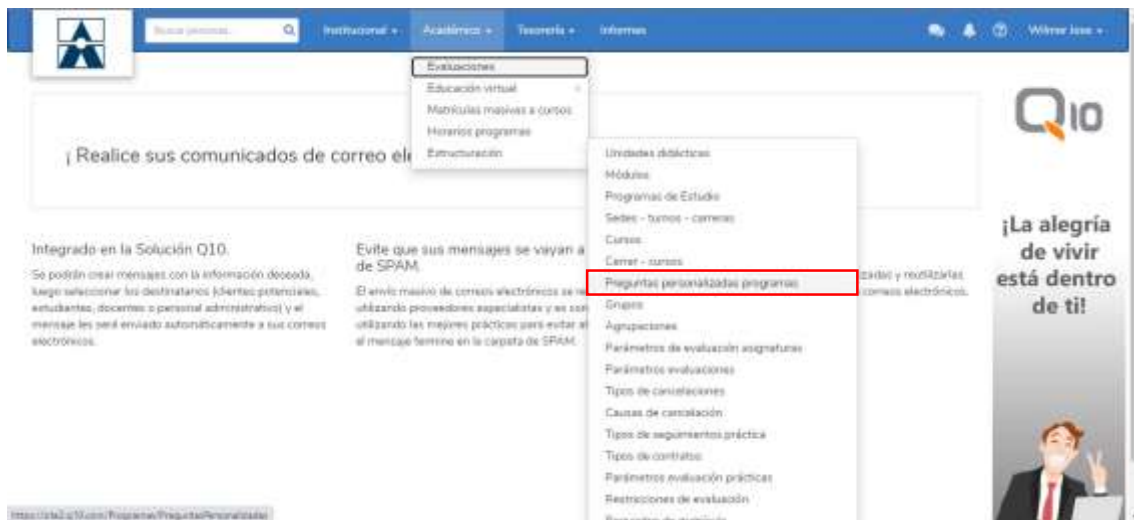 Buscar personas...
Institucional
Académico
Tesorería
Informes
Wilmer Jose
Evaluaciones
Educación virtual
Matrículas masivas a cursos
Horarios programas
Estructuración
Q10
¡ Realice sus comunicados de correo ele
Unidades didácticas
Módulos
Programas de Estudio
Sedes - turnos - carreras
Cursos
Cerrar - cursos
Preguntas personalizadas programas
Grupos
Agrupaciones
Parámetros de evaluación asignaturas
Parámetros evaluaciones
Tipos de cancelaciones
Causas de cancelación
Tipos de seguimientos práctica
Tipos de contratos
Parámetros evaluación prácticas
Restricciones de evaluación
Integrado en la Solución Q10.
Se podrán crear mensajes con la información deseada,
luego seleccionar los destinatarios (clientes potenciales,
estudiantes, docentes o personal administrativo) y el
mensaje les será enviado automáticamente a sus correos
electrónicos.
Evite que sus mensajes se vayan a
de SPAM.
El envío masivo de correos electrónicos se re
utilizando proveedores especialistas y es con
utilizando las mejores prácticas para evitar
el mensaje termine en la carpeta de SPAM.
zadas y reutilizarlas
correos electrónicos.
¡La alegría
de vivir
está dentro
de ti!
https://site2.q10.com/Programas/PreguntasPersonalizadas